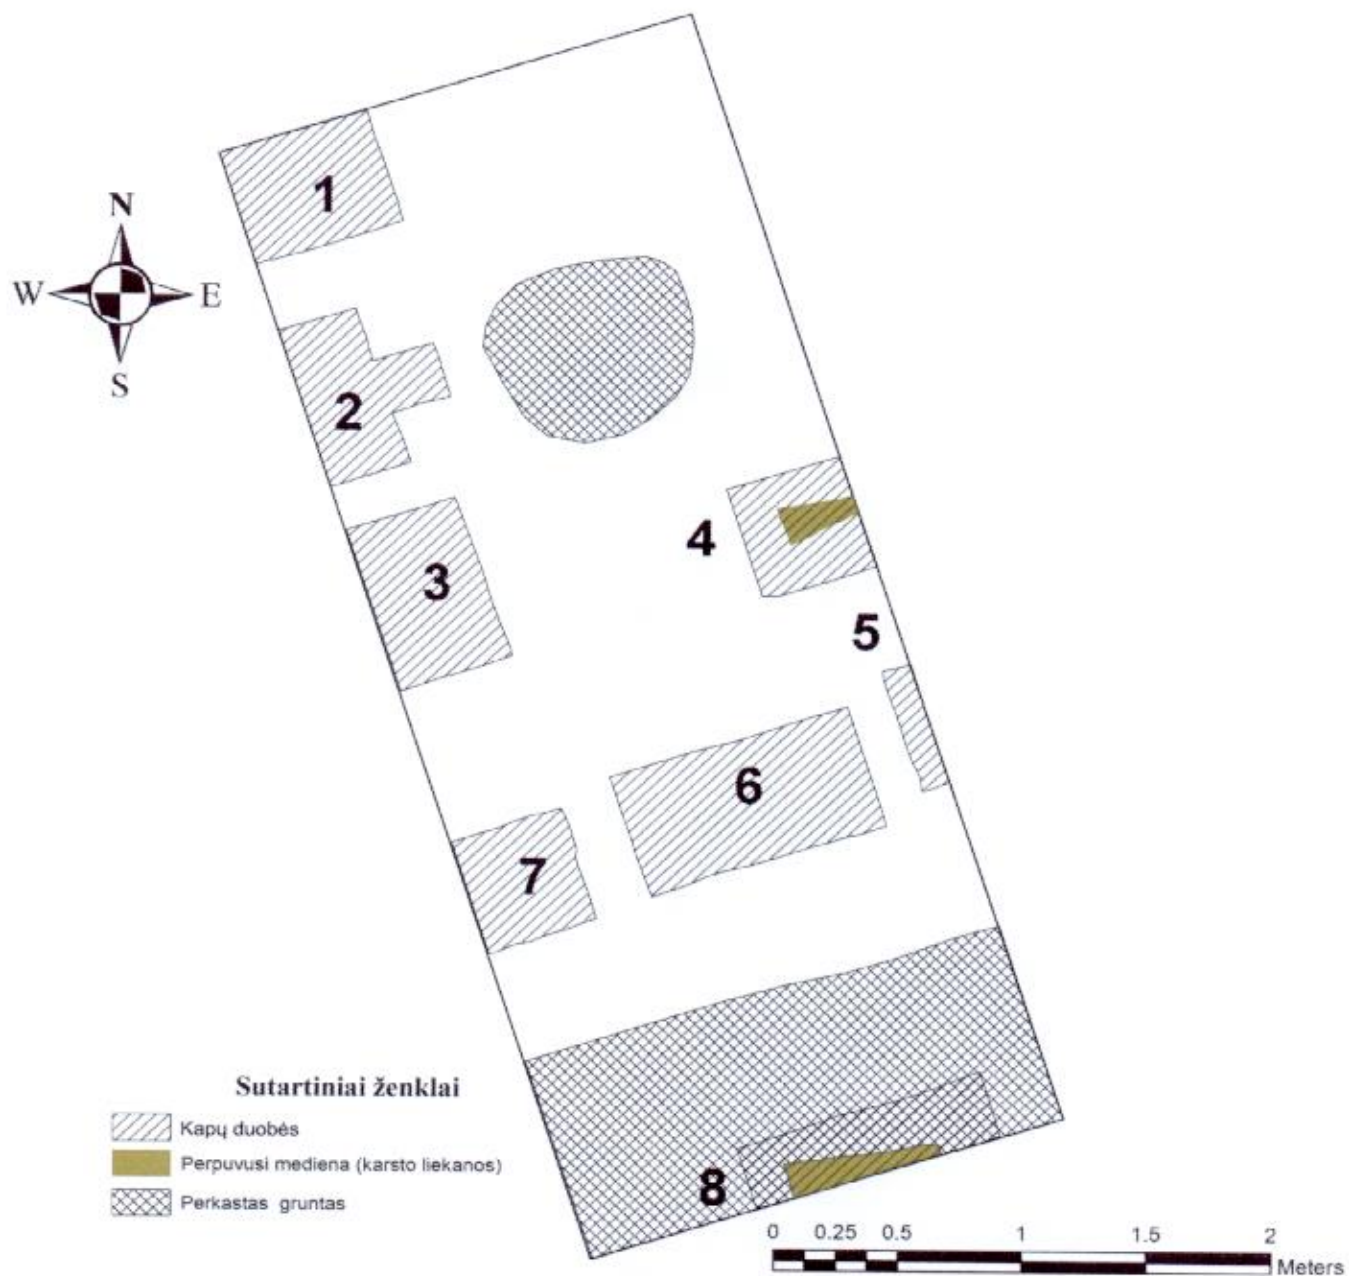 1
N
W E
S
2
3
4
5
6
7
Sutartiniai ženklai
Kapų duobės
Perpuvusi mediena (karsto liekanos)
Perkastas gruntas
8
0 0.25 0.5 1 1.5 2
Meters